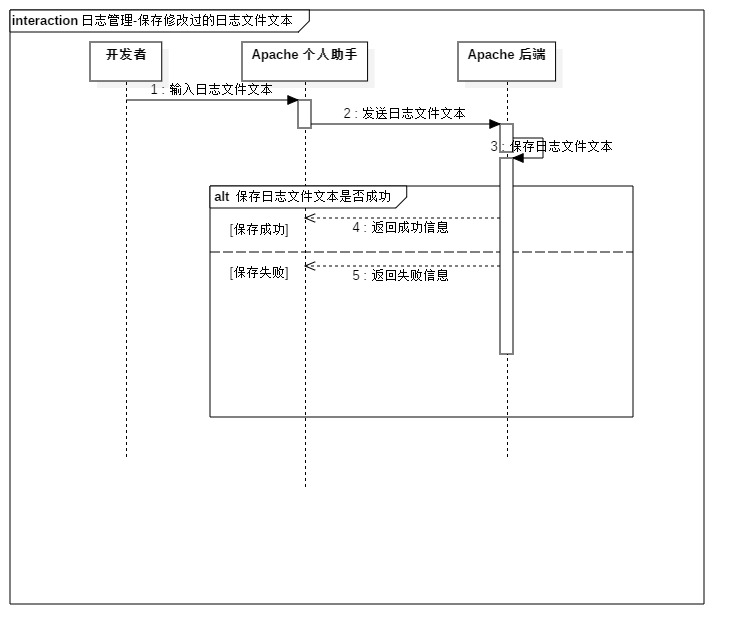 interaction 日志管理-保存修改过的日志文件文本
开发者
Apache 个人助手
Apache 后端
1 : 输入日志文件文本
2 : 发送日志文件文本
3 : 保存日志文件文本
alt 保存日志文件文本是否成功
[保存成功]
4 : 返回成功信息
[保存失败]
5 : 返回失败信息